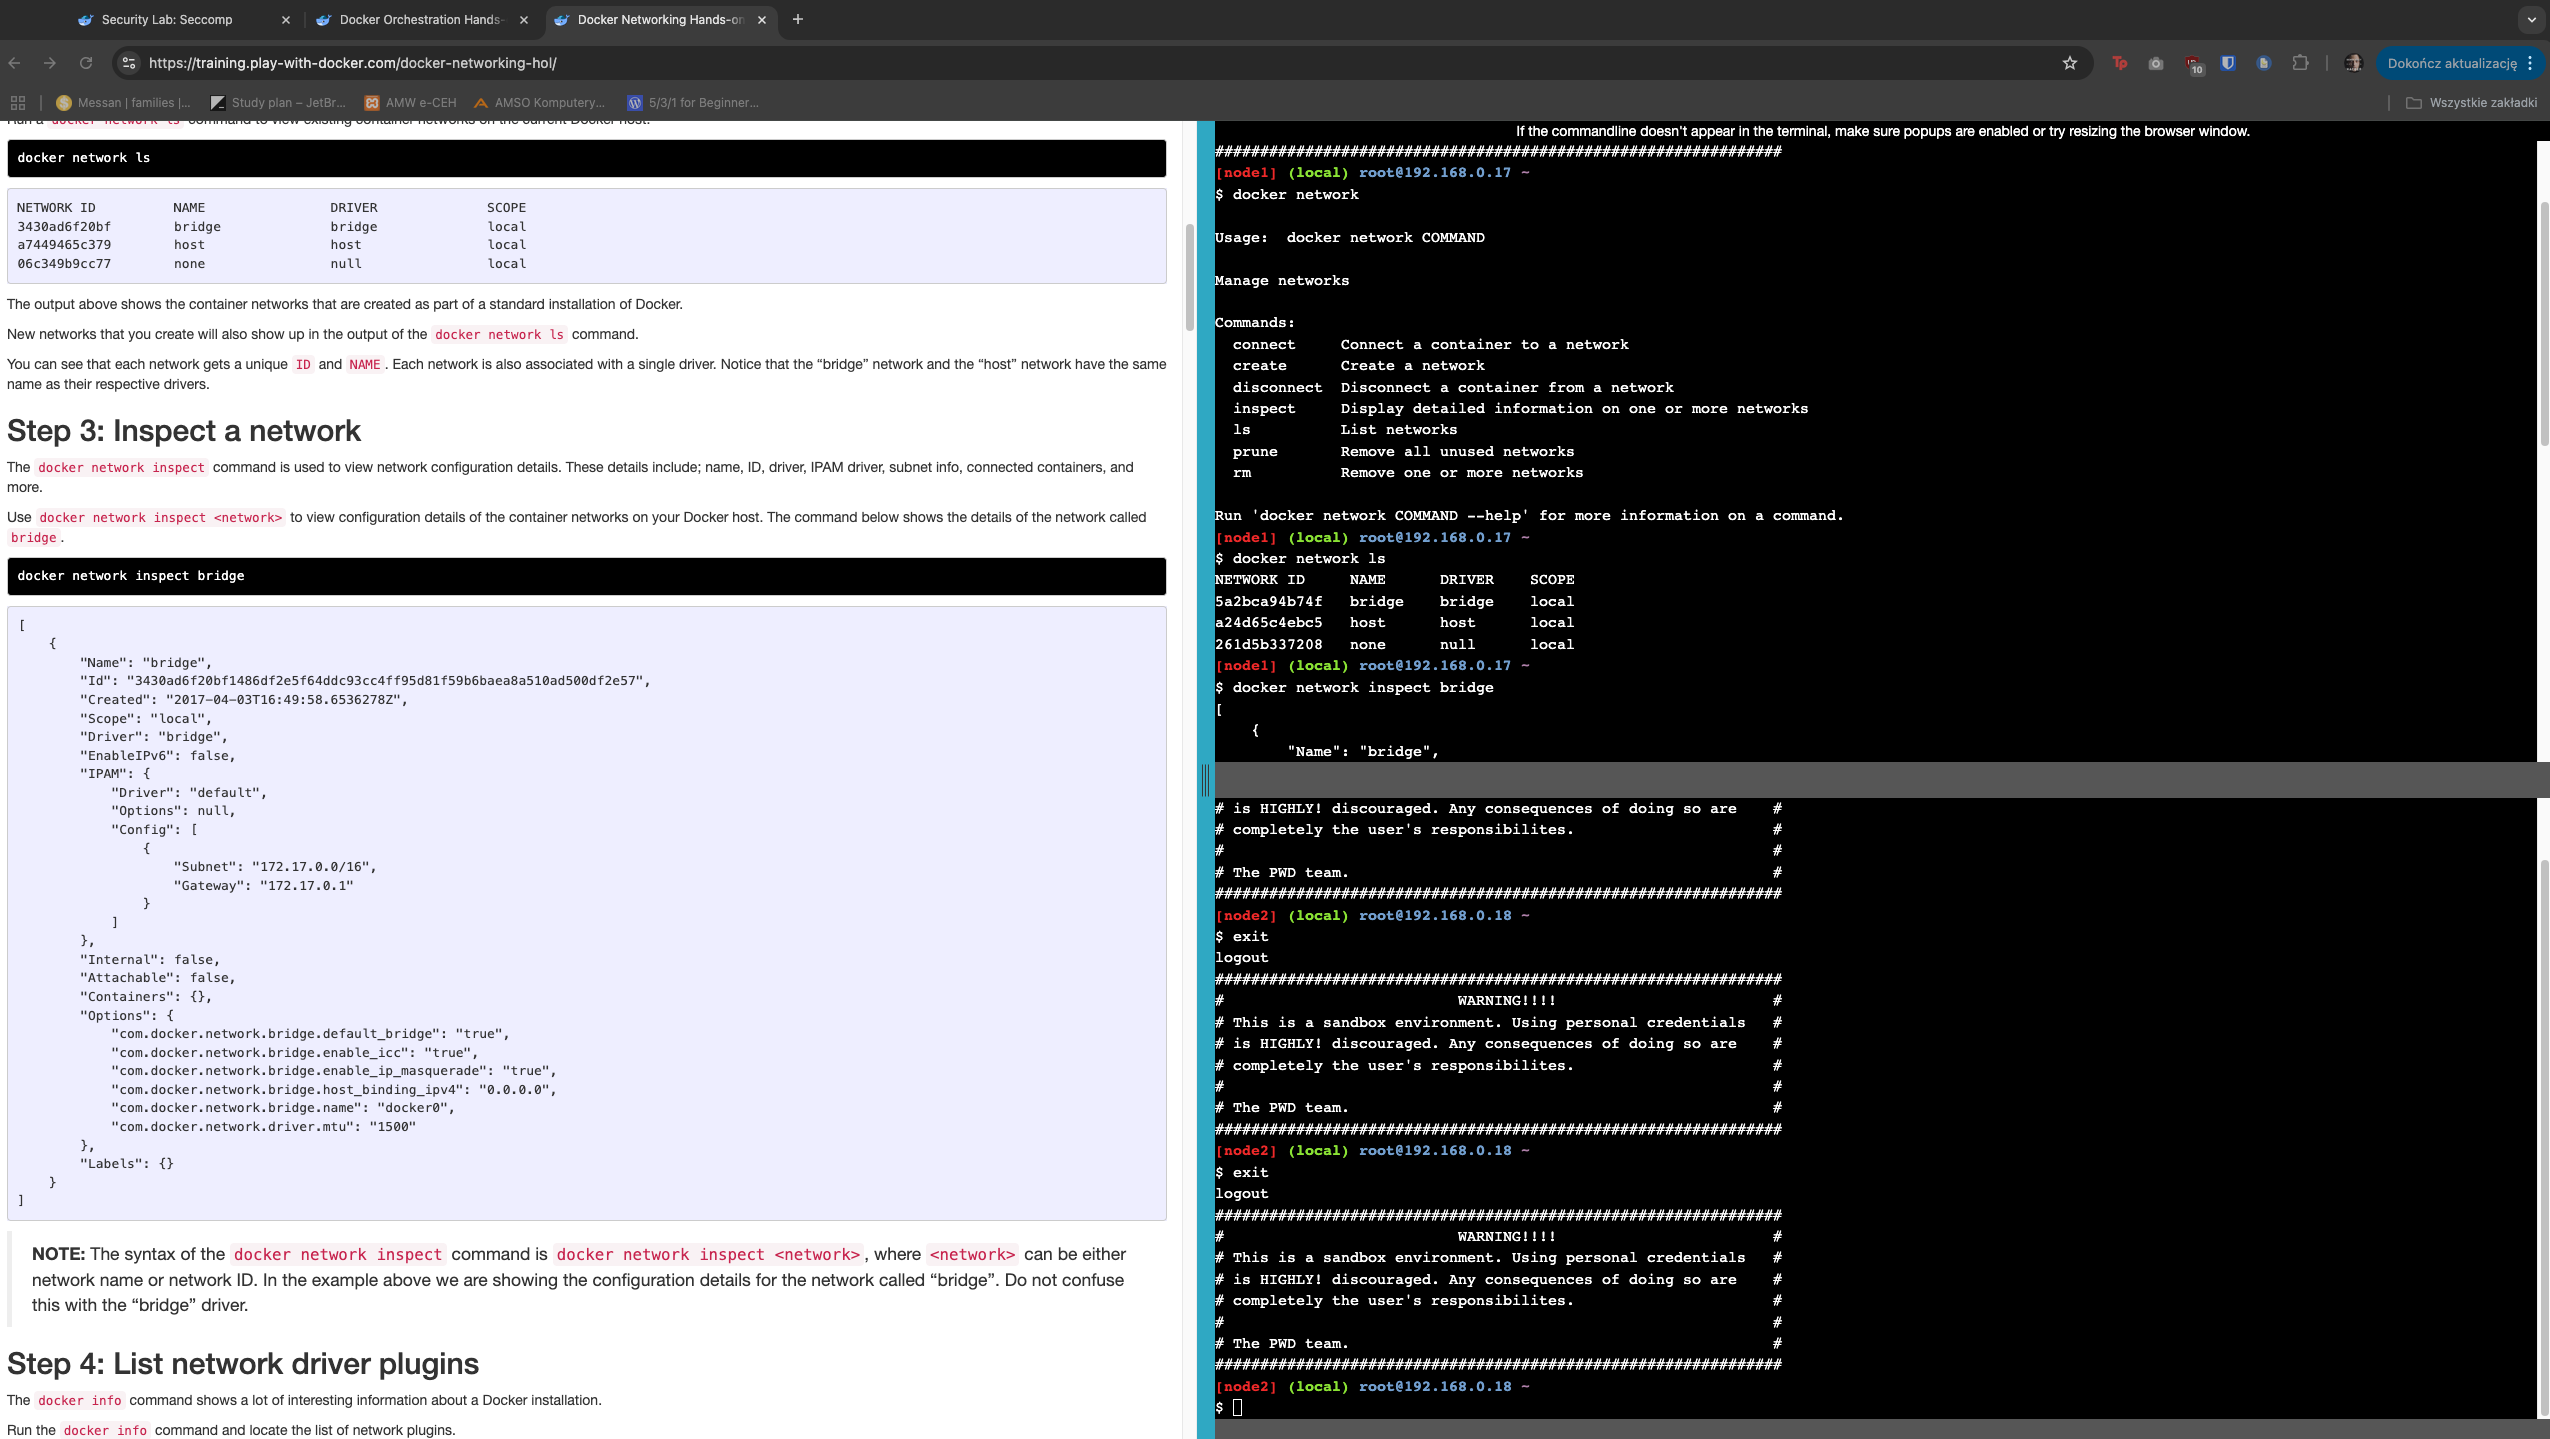 Security Lab: Seccomp
Docker Orchestration Hands-
Docker Networking Hands-on
https://training.play-with-docker.com/docker-networking-hol/
10
Dokończ aktualizację
Messan | families |...
Study plan – JetBr...
AMW e-CEH
AMSO Komputery...
5/3/1 for Beginner...
Wszystkie zakładki
Run a docker network ls command to view existing container networks on the current Docker host.
docker network ls
NETWORK ID NAME DRIVER SCOPE
3430ad6f20bf bridge bridge local
a7449465c379 host host local
06c349b9cc77 none null local
The output above shows the container networks that are created as part of a standard installation of Docker.
New networks that you create will also show up in the output of the docker network ls command.
You can see that each network gets a unique ID and NAME. Each network is also associated with a single driver. Notice that the “bridge” network and the “host” network have the same
name as their respective drivers.
Step 3: Inspect a network
The docker network inspect command is used to view network configuration details. These details include; name, ID, driver, IPAM driver, subnet info, connected containers, and
more.
Use docker network inspect <network> to view configuration details of the container networks on your Docker host. The command below shows the details of the network called
bridge.
docker network inspect bridge
[
{
"Name": "bridge",
"Id": "3430ad6f20bf1486df2e5f64ddc93cc4ff95d81f59b6baea8a510ad500df2e57",
"Created": "2017-04-03T16:49:58.6536278Z",
"Scope": "local",
"Driver": "bridge",
"EnableIPv6": false,
"IPAM": {
"Driver": "default",
"Options": null,
"Config": [
{
"Subnet": "172.17.0.0/16",
"Gateway": "172.17.0.1"
}
]
},
"Internal": false,
"Attachable": false,
"Containers": {},
"Options": {
"com.docker.network.bridge.default_bridge": "true",
"com.docker.network.bridge.enable_icc": "true",
"com.docker.network.bridge.enable_ip_masquerade": "true",
"com.docker.network.bridge.host_binding_ipv4": "0.0.0.0",
"com.docker.network.bridge.name": "docker0",
"com.docker.network.driver.mtu": "1500"
},
"Labels": {}
}
]
NOTE: The syntax of the docker network inspect command is docker network inspect <network>, where <network> can be either
network name or network ID. In the example above we are showing the configuration details for the network called “bridge”. Do not confuse
this with the “bridge” driver.
Step 4: List network driver plugins
The docker info command shows a lot of interesting information about a Docker installation.
Run the docker info command and locate the list of network plugins.
If the commandline doesn't appear in the terminal, make sure popups are enabled or try resizing the browser window.
###############################################################
[node1] (local) root@192.168.0.17 ~
$ docker network
Usage:  docker network COMMAND
Manage networks
Commands:
connect     Connect a container to a network
create      Create a network
disconnect  Disconnect a container from a network
inspect     Display detailed information on one or more networks
ls          List networks
prune       Remove all unused networks
rm          Remove one or more networks
Run 'docker network COMMAND --help' for more information on a command.
[node1] (local) root@192.168.0.17 ~
$ docker network ls
NETWORK ID     NAME      DRIVER    SCOPE
5a2bca94b74f   bridge    bridge    local
a24d65c4ebc5   host      host      local
261d5b337208   none      null      local
[node1] (local) root@192.168.0.17 ~
$ docker network inspect bridge
[
{
"Name": "bridge",
# is HIGHLY! discouraged. Any consequences of doing so are    #
# completely the user's responsibilites.                      #
#                                                             #
# The PWD team.                                               #
###############################################################
[node2] (local) root@192.168.0.18 ~
$ exit
logout
###############################################################
#                          WARNING!!!!                        #
# This is a sandbox environment. Using personal credentials   #
# is HIGHLY! discouraged. Any consequences of doing so are    #
# completely the user's responsibilites.                      #
#                                                             #
# The PWD team.                                               #
###############################################################
[node2] (local) root@192.168.0.18 ~
$ exit
logout
###############################################################
#                          WARNING!!!!                        #
# This is a sandbox environment. Using personal credentials   #
# is HIGHLY! discouraged. Any consequences of doing so are    #
# completely the user's responsibilites.                      #
#                                                             #
# The PWD team.                                               #
###############################################################
[node2] (local) root@192.168.0.18 ~
$